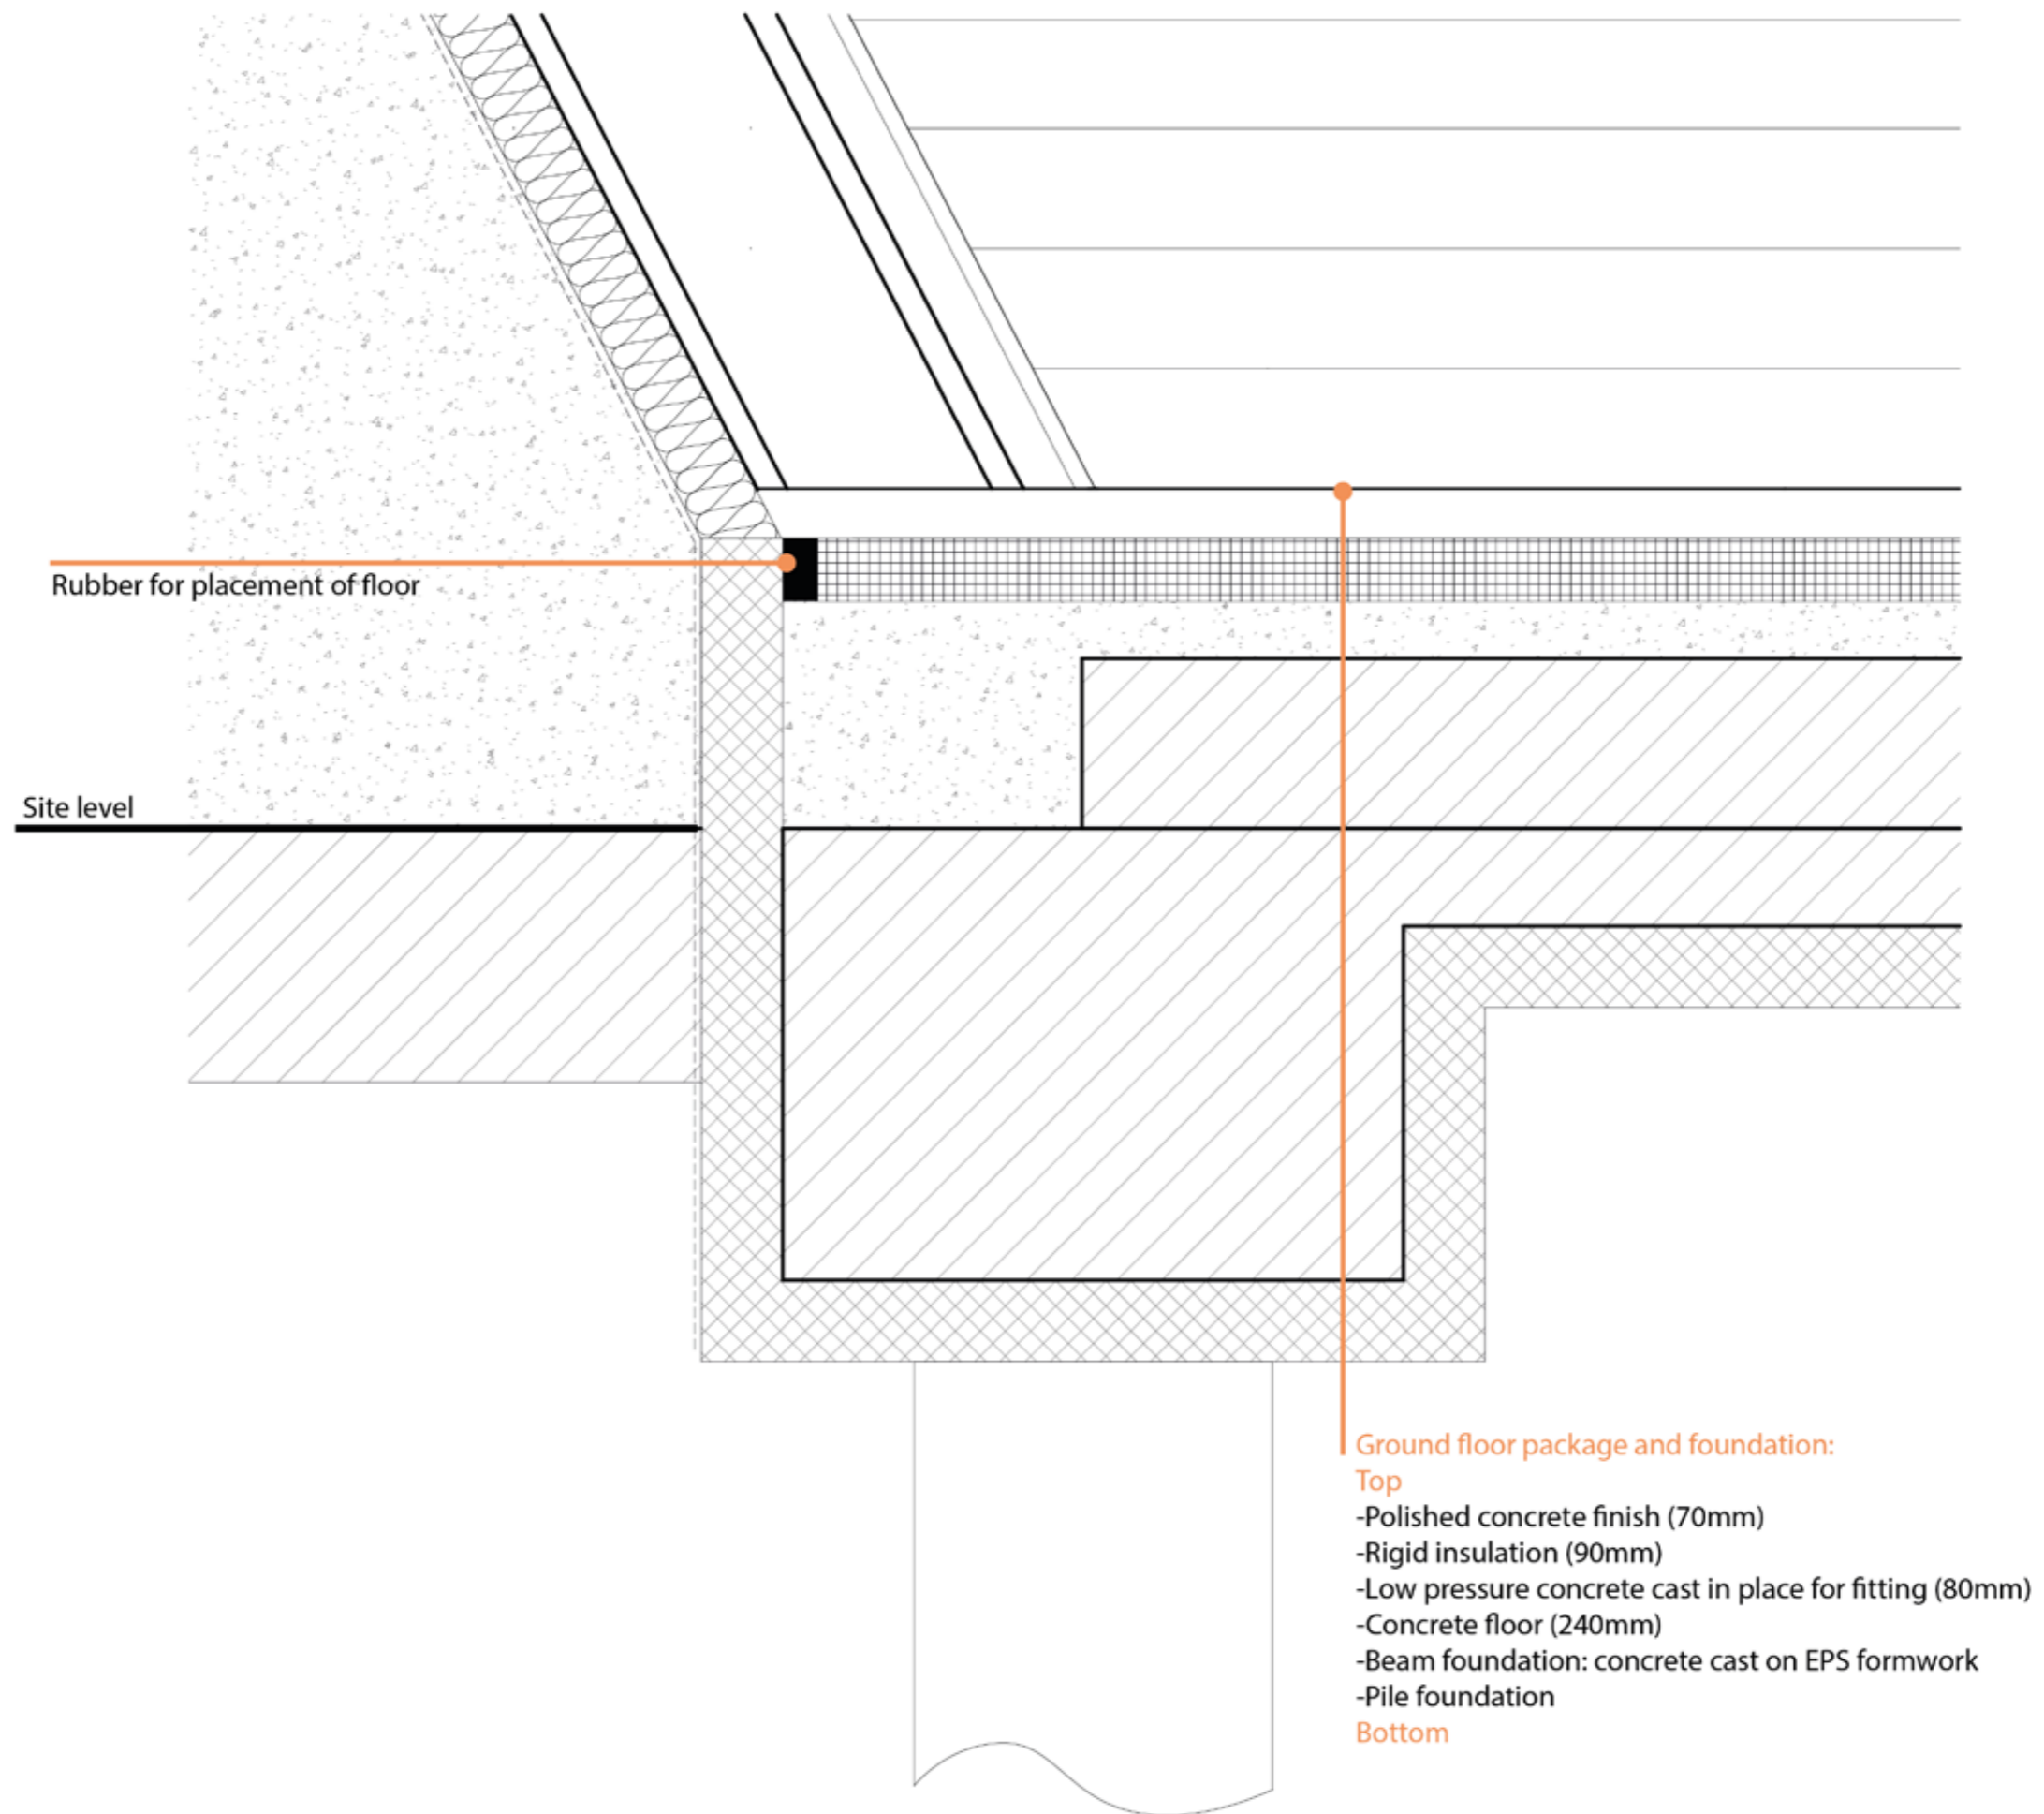 Rubber for placement of floor
Site level
Ground floor package and foundation:
Top
-Polished concrete finish (70mm)
-Rigid insulation (90mm)
-Low pressure concrete cast in place for fitting (80mm)
-Concrete floor (240mm)
-Beam foundation: concrete cast on EPS formwork
-Pile foundation
Bottom